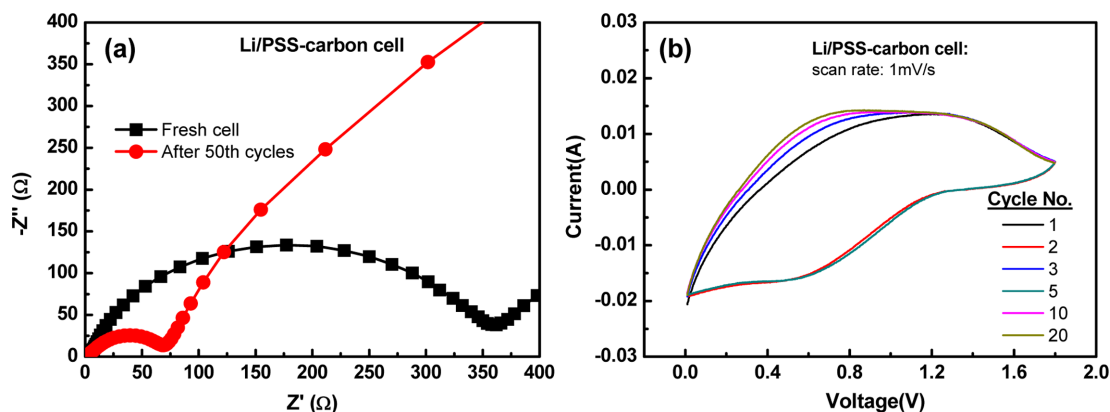 (a)
Li/PSS-carbon cell
Fresh cell
After 50th cycles
400
350
300
250
200
150
100
50
0
-Z'' (Ω)
0 50 100 150 200 250 300 350 400
Z' (Ω)
(b)
Li/PSS-carbon cell:
scan rate: 1mV/s
0.03
0.02
0.01
0.00
-0.01
-0.02
-0.03
Current(A)
Cycle No.
1
2
3
5
10
20
0.0 0.4 0.8 1.2 1.6 2.0
Voltage(V)